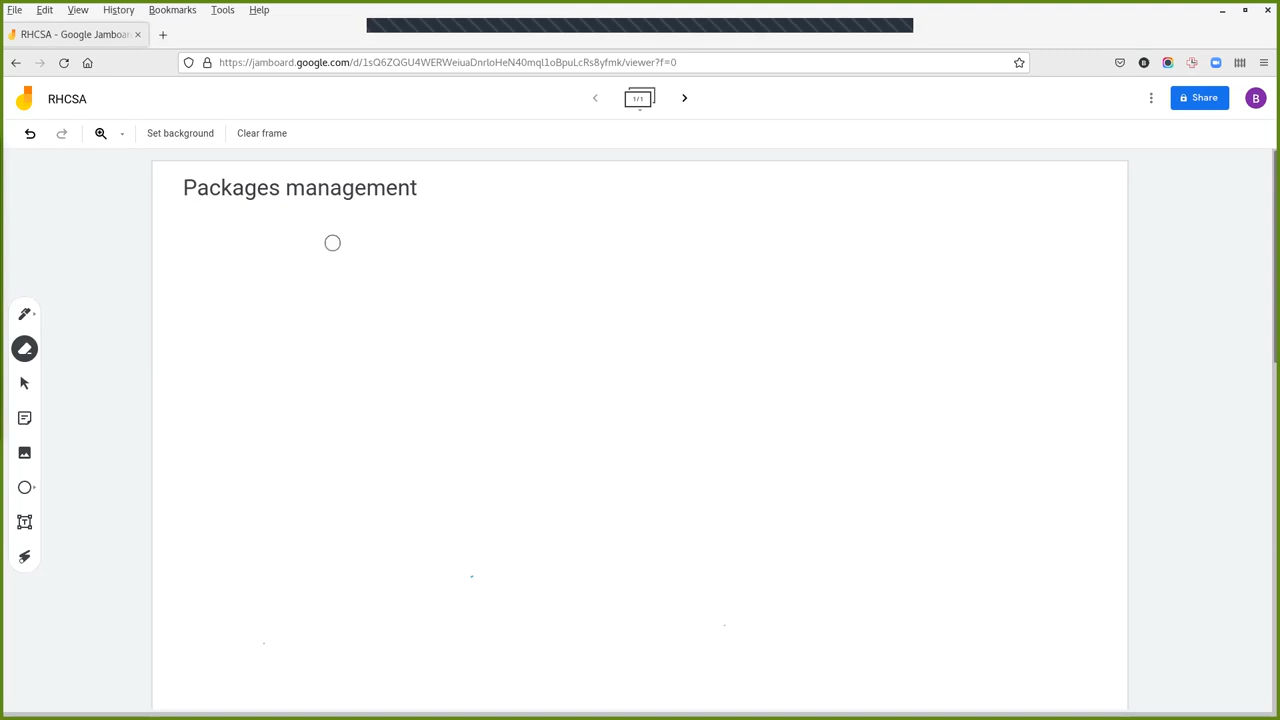 File Edit View History Bookmarks Tools Help
RHCSA - Google Jamboar
https://jamboard.google.com/d/1sQ6ZQGU4WERWeiuaDnrloHeN40mql1oBpuLcRs8yfmk/viewer?f=0
RHCSA
1/1
Share
B
Set background
Clear frame
Packages management